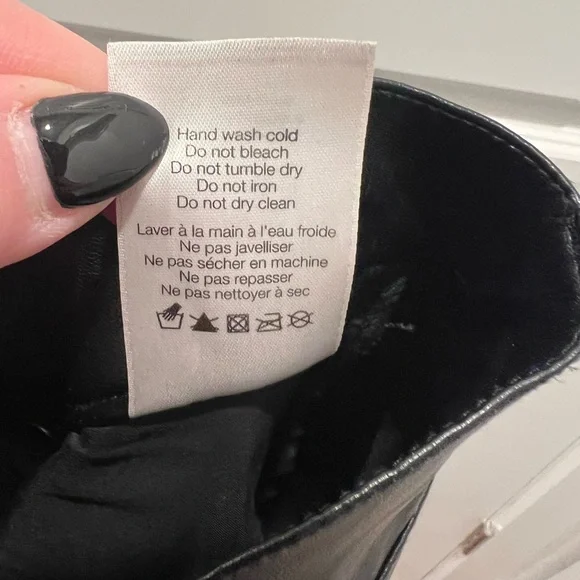 Hand wash cold
Do not bleach
Do not tumble dry
Do not iron
Do not dry clean
Laver à la main à l'eau froide
Ne pas javelliser
Ne pas sécher en machine
Ne pas repasser
Ne pas nettoyer à sec